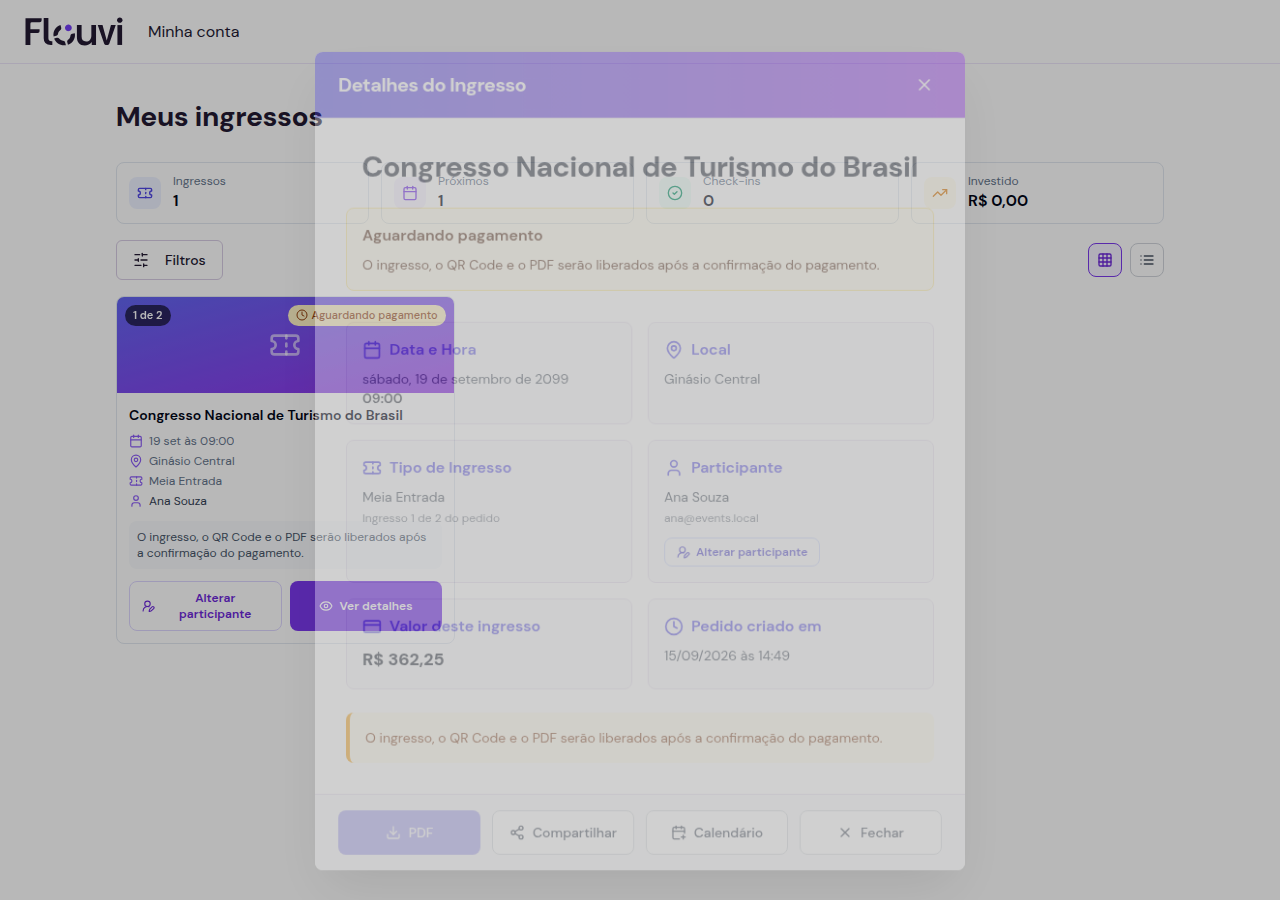 Flouvi
Minha conta
Meus ingressos
Ingressos
1
Próximos
1
Check-ins
0
Investido
R$ 0,00
Filtros
1 de 2
Aguardando pagamento
Congresso Nacional de Turismo do Brasil
19 set às 09:00
Ginásio Central
Meia Entrada
Ana Souza
O ingresso, o QR Code e o PDF serão liberados após
a confirmação do pagamento.
Alterar
participante
Ver detalhes
Detalhes do Ingresso
Congresso Nacional de Turismo do Brasil
Aguardando pagamento
O ingresso, o QR Code e o PDF serão liberados após a confirmação do pagamento.
Data e Hora
sábado, 19 de setembro de 2099
09:00
Local
Ginásio Central
Tipo de Ingresso
Meia Entrada
Ingresso 1 de 2 do pedido
Participante
Ana Souza
ana@events.local
Alterar participante
Valor deste ingresso
R$ 362,25
Pedido criado em
15/09/2026 às 14:49
O ingresso, o QR Code e o PDF serão liberados após a confirmação do pagamento.
PDF
Compartilhar
Calendário
Fechar